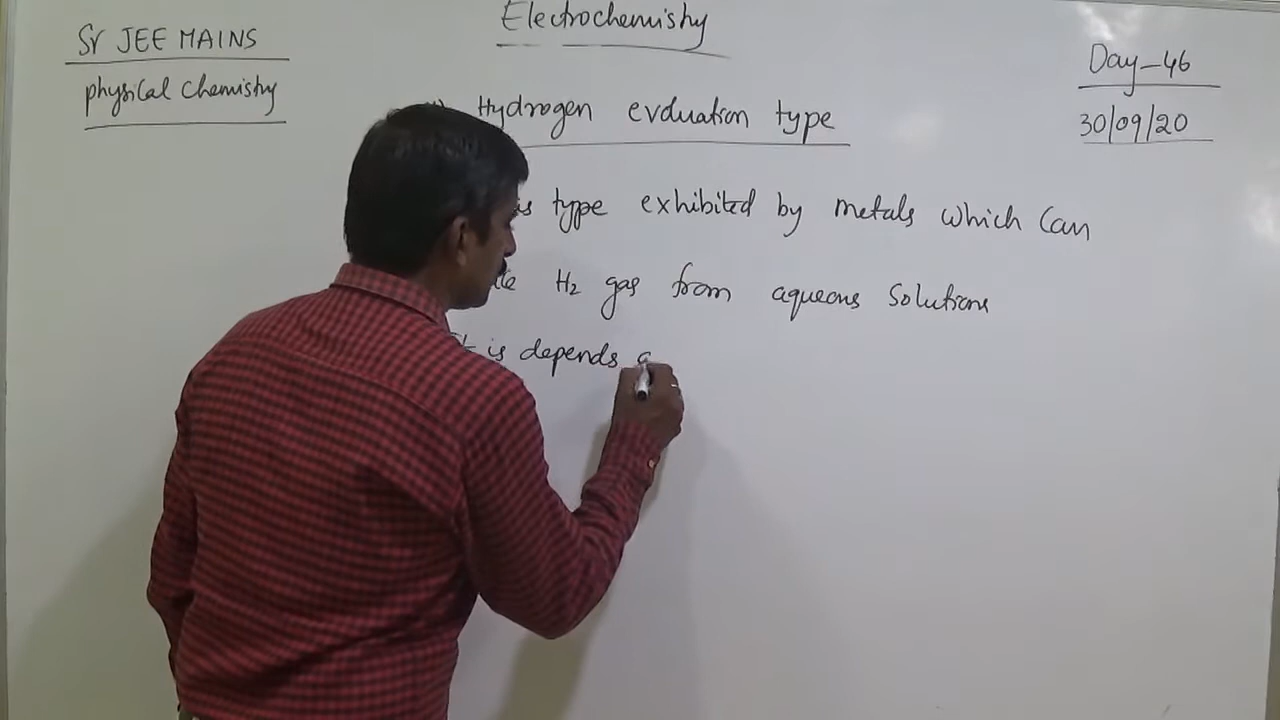 Sr JEE MAINS
physical chemistry
Electrochemistry
Day-46
30/09/20
Hydrogen evduation type
type exhibited by metals which can
H₂ gas from aqueous solutions
is depends